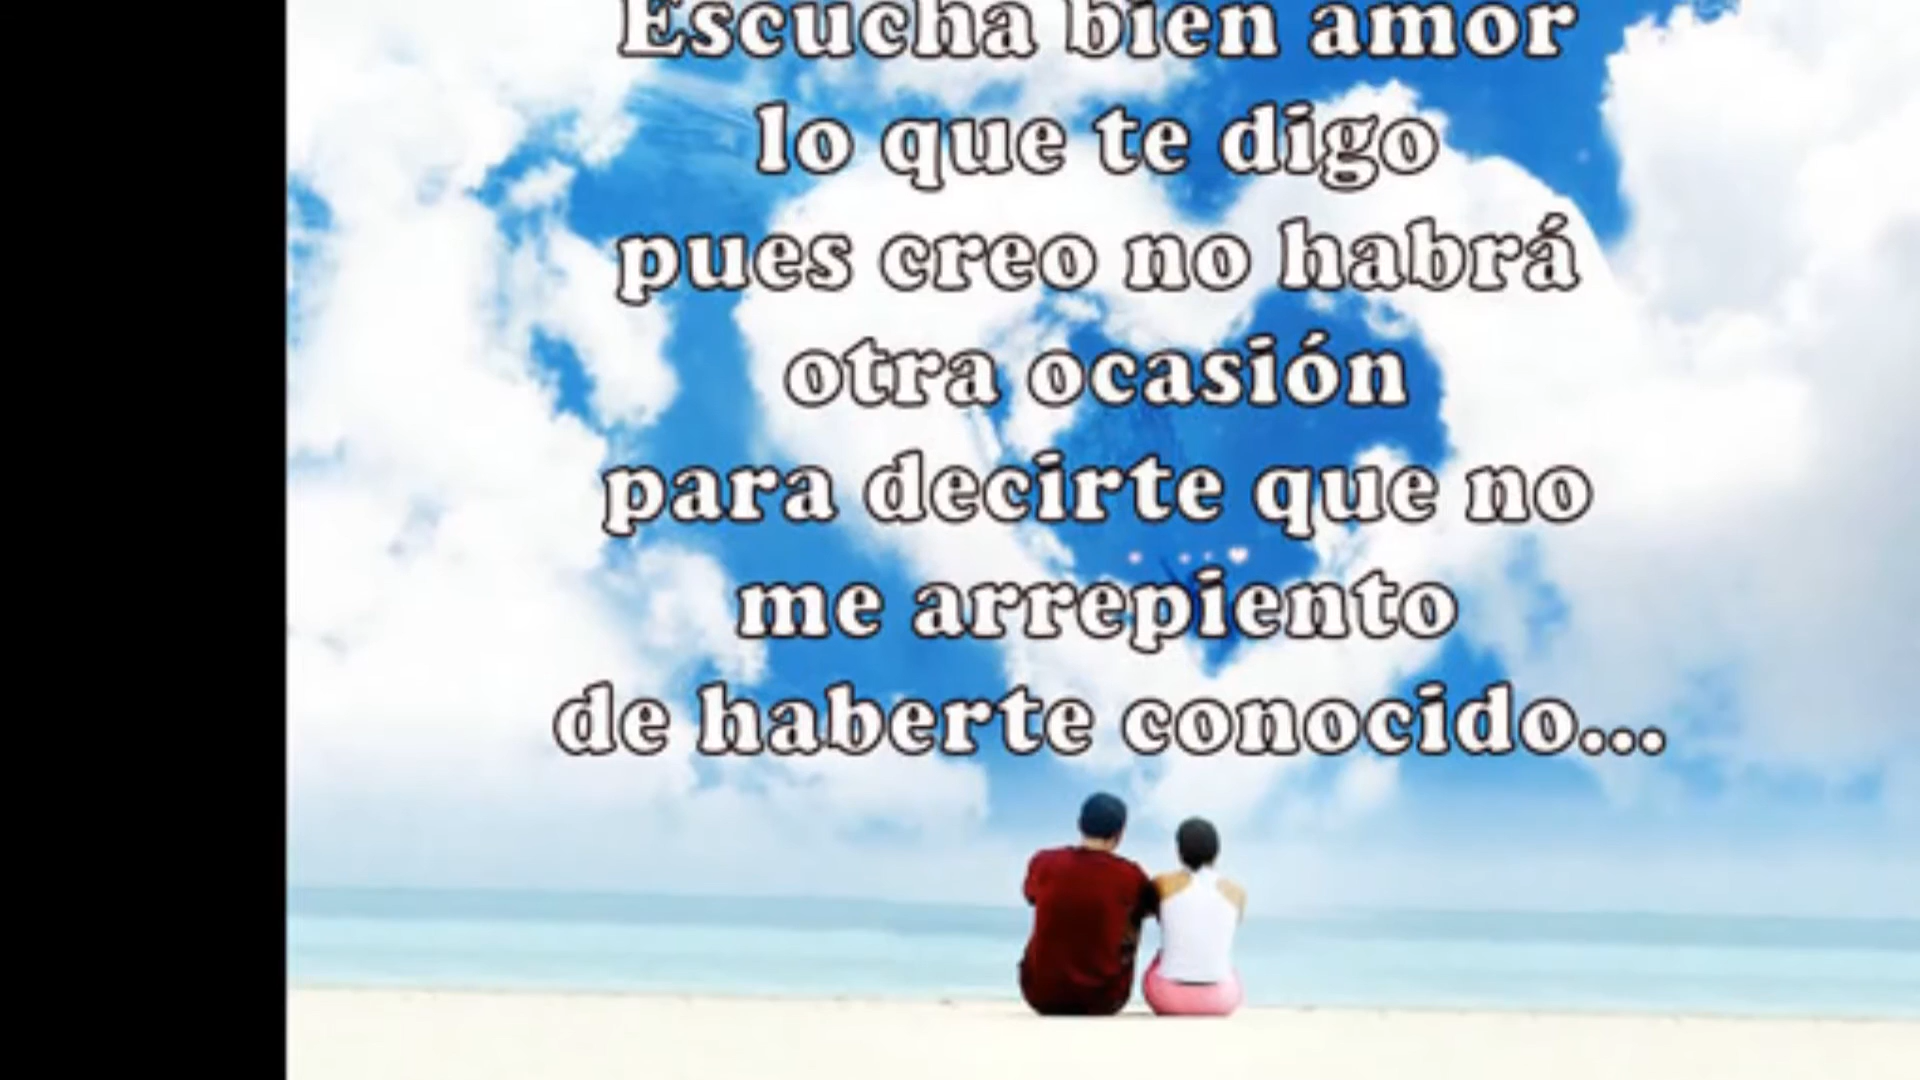 Escucha bien amor
lo que te digo
pues creo no habrá
otra ocasión
para decirte que no
me arrepiento
de haberte conocido...